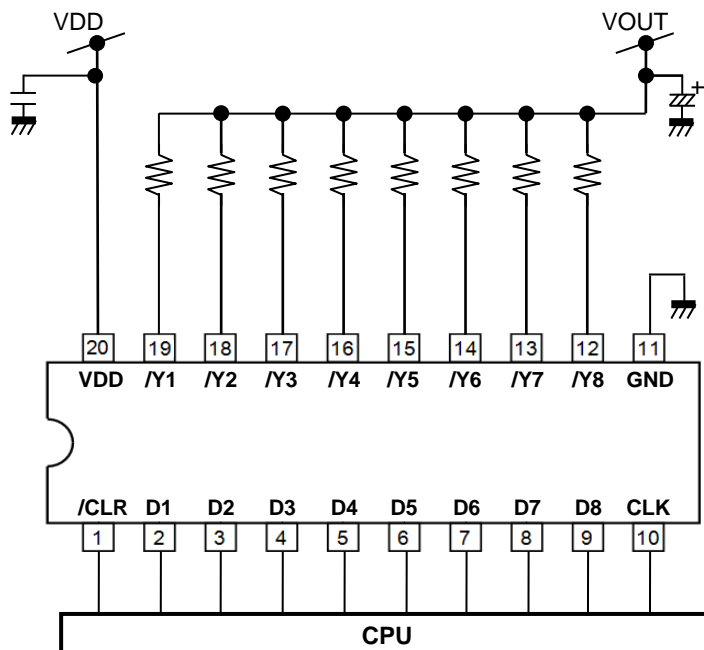 VDD VOUT
+
20 19 18 17 16 15 14 13 12 11
VDD /Y1 /Y2 /Y3 /Y4 /Y5 /Y6 /Y7 /Y8 GND
/CLR D1 D2 D3 D4 D5 D6 D7 D8 CLK
1 2 3 4 5 6 7 8 9 10
CPU